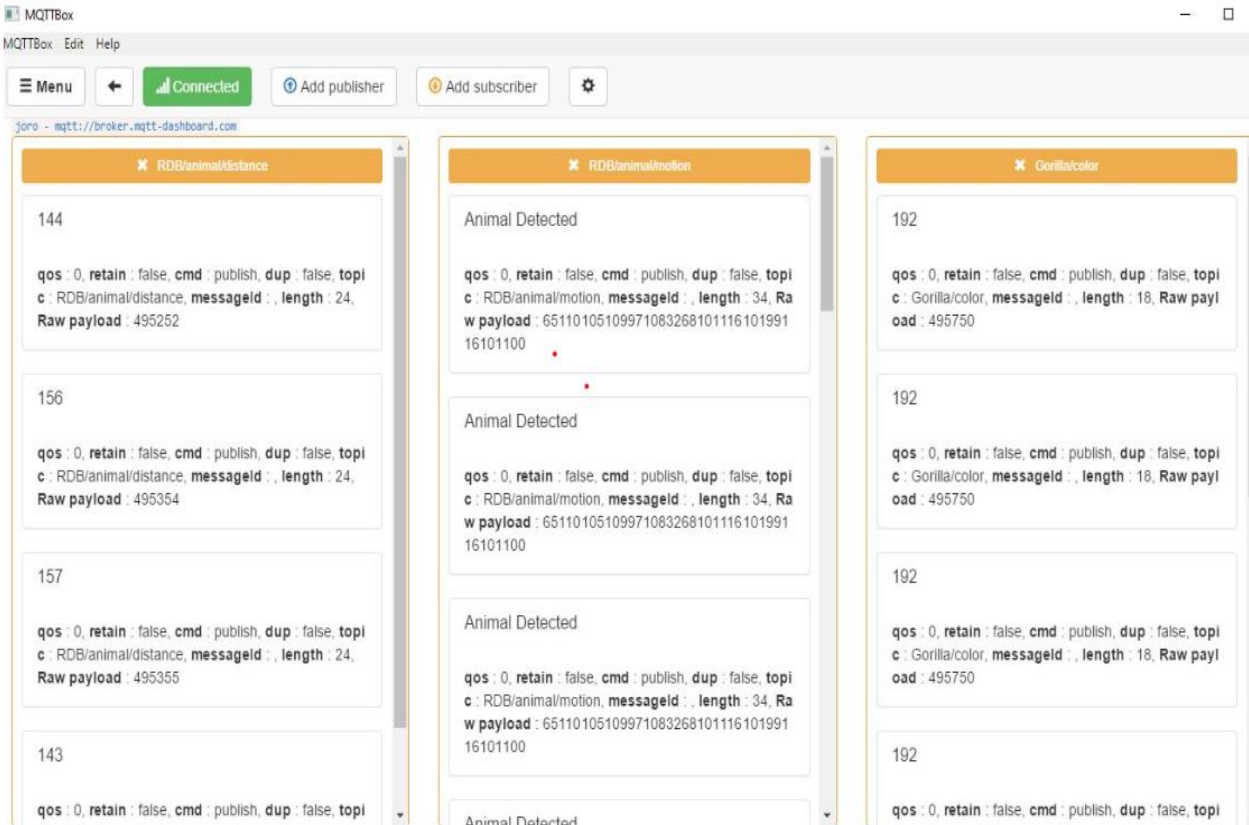 MQTTBox
MQTTBox Edit Help
Menu Connected Add publisher Add subscriber
joro - mqtt://broker.mqtt-dashboard.com
RDB/animal/distance
144
qos : 0, retain : false, cmd : publish, dup : false, topi
c : RDB/animal/distance, messageId : , length : 24,
Raw payload : 495252
156
qos : 0, retain : false, cmd : publish, dup : false, topi
c : RDB/animal/distance, messageId : , length : 24,
Raw payload : 495354
157
qos : 0, retain : false, cmd : publish, dup : false, topi
c : RDB/animal/distance, messageId : , length : 24,
Raw payload : 495355
143
qos : 0, retain : false, cmd : publish, dup : false, topi
RDB/animal/motion
Animal Detected
qos : 0, retain : false, cmd : publish, dup : false, topi
c : RDB/animal/motion, messageId : , length : 34, Ra
w payload : 65110105109971083268101116101991
16101100
Animal Detected
qos : 0, retain : false, cmd : publish, dup : false, topi
c : RDB/animal/motion, messageId : , length : 34, Ra
w payload : 65110105109971083268101116101991
16101100
Animal Detected
qos : 0, retain : false, cmd : publish, dup : false, topi
c : RDB/animal/motion, messageId : , length : 34, Ra
w payload : 65110105109971083268101116101991
16101100
Animal Detected
Gorilla/color
192
qos : 0, retain : false, cmd : publish, dup : false, topi
c : Gorilla/color, messageId : , length : 18, Raw payl
oad : 495750
192
qos : 0, retain : false, cmd : publish, dup : false, topi
c : Gorilla/color, messageId : , length : 18, Raw payl
oad : 495750
192
qos : 0, retain : false, cmd : publish, dup : false, topi
c : Gorilla/color, messageId : , length : 18, Raw payl
oad : 495750
192
qos : 0, retain : false, cmd : publish, dup : false, topi